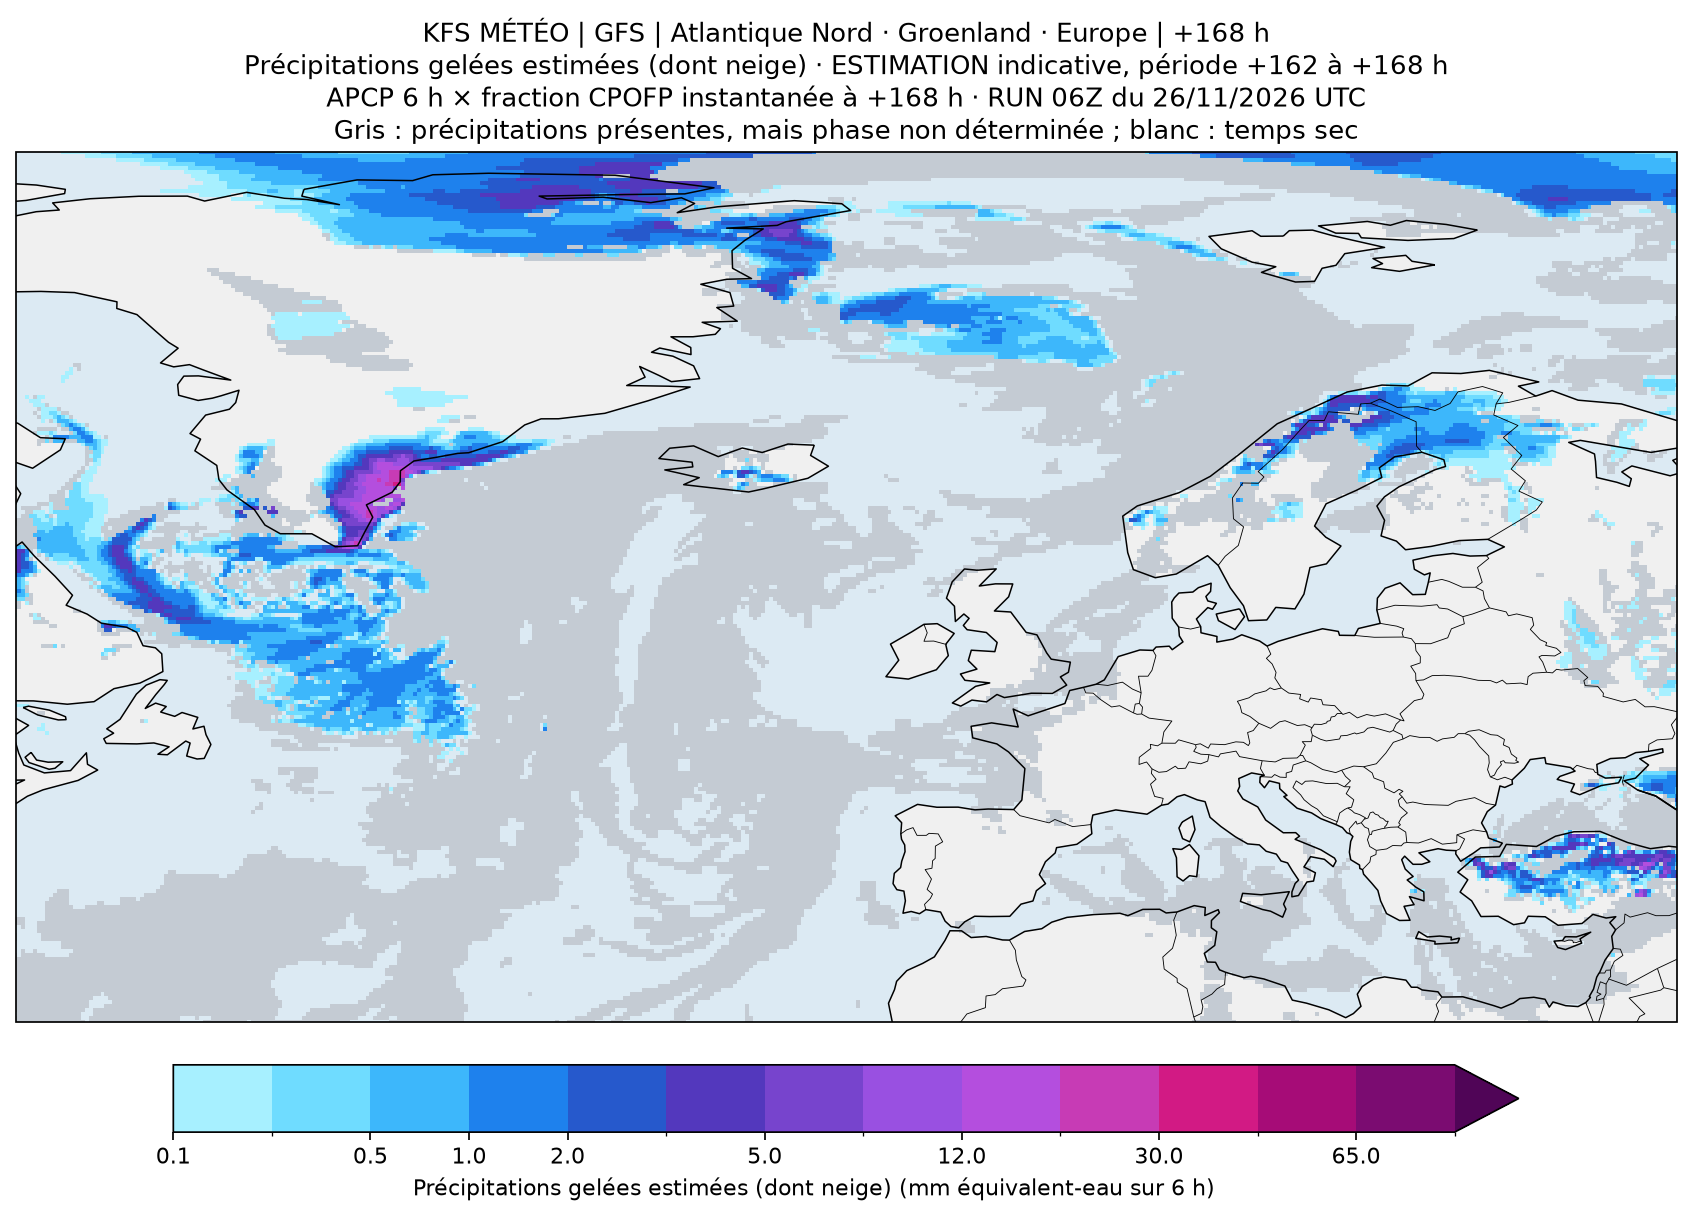 KFS MÉTÉO | GFS | Atlantique Nord · Groenland · Europe | +168 h
Précipitations gelées estimées (dont neige) · ESTIMATION indicative, période +162 à +168 h
APCP 6 h × fraction CPOFP instantanée à +168 h · RUN 06Z du 26/11/2026 UTC
Gris : précipitations présentes, mais phase non déterminée ; blanc : temps sec
0.1 0.5 1.0 2.0 5.0 12.0 30.0 65.0
Précipitations gelées estimées (dont neige) (mm équivalent-eau sur 6 h)